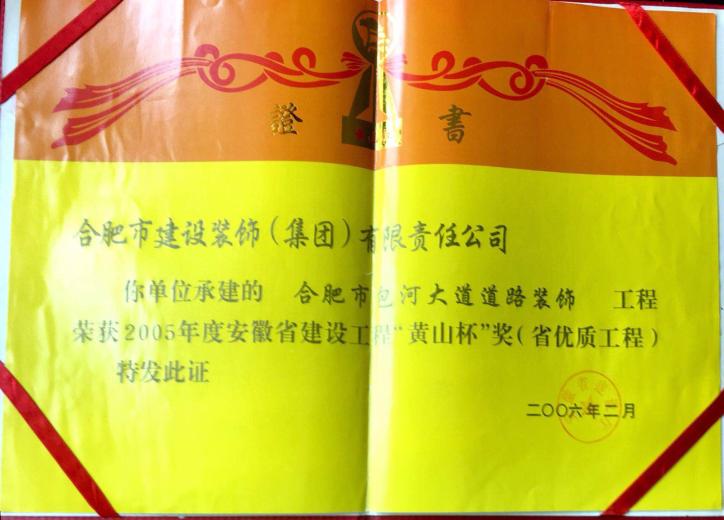 證書
合肥市建设装饰(集团)有限责任公司
你单位承建的 合肥市包河大道道路装饰 工程
荣获2005年度安徽省建设工程“黄山杯”奖(省优质工程)
特发此证
二〇〇六年二月